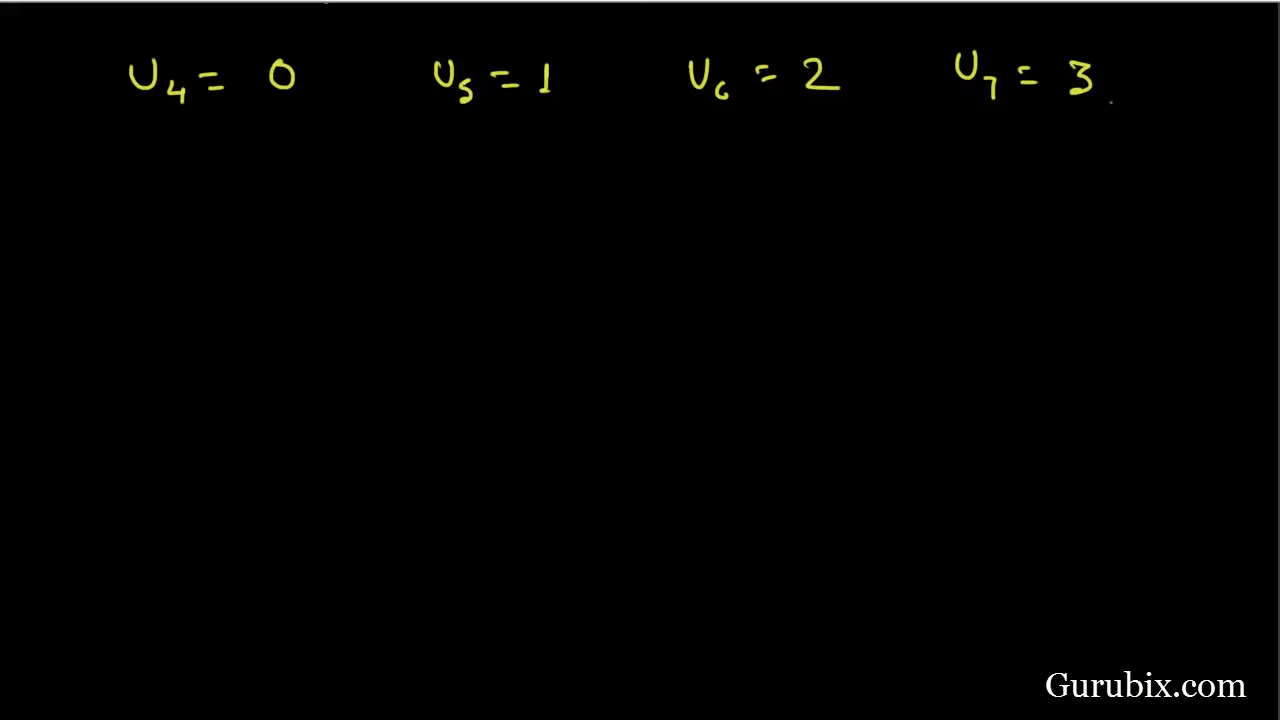 U₄ = 0 U₅ = 1 U₆ = 2 U₇ = 3
Gurubix.com